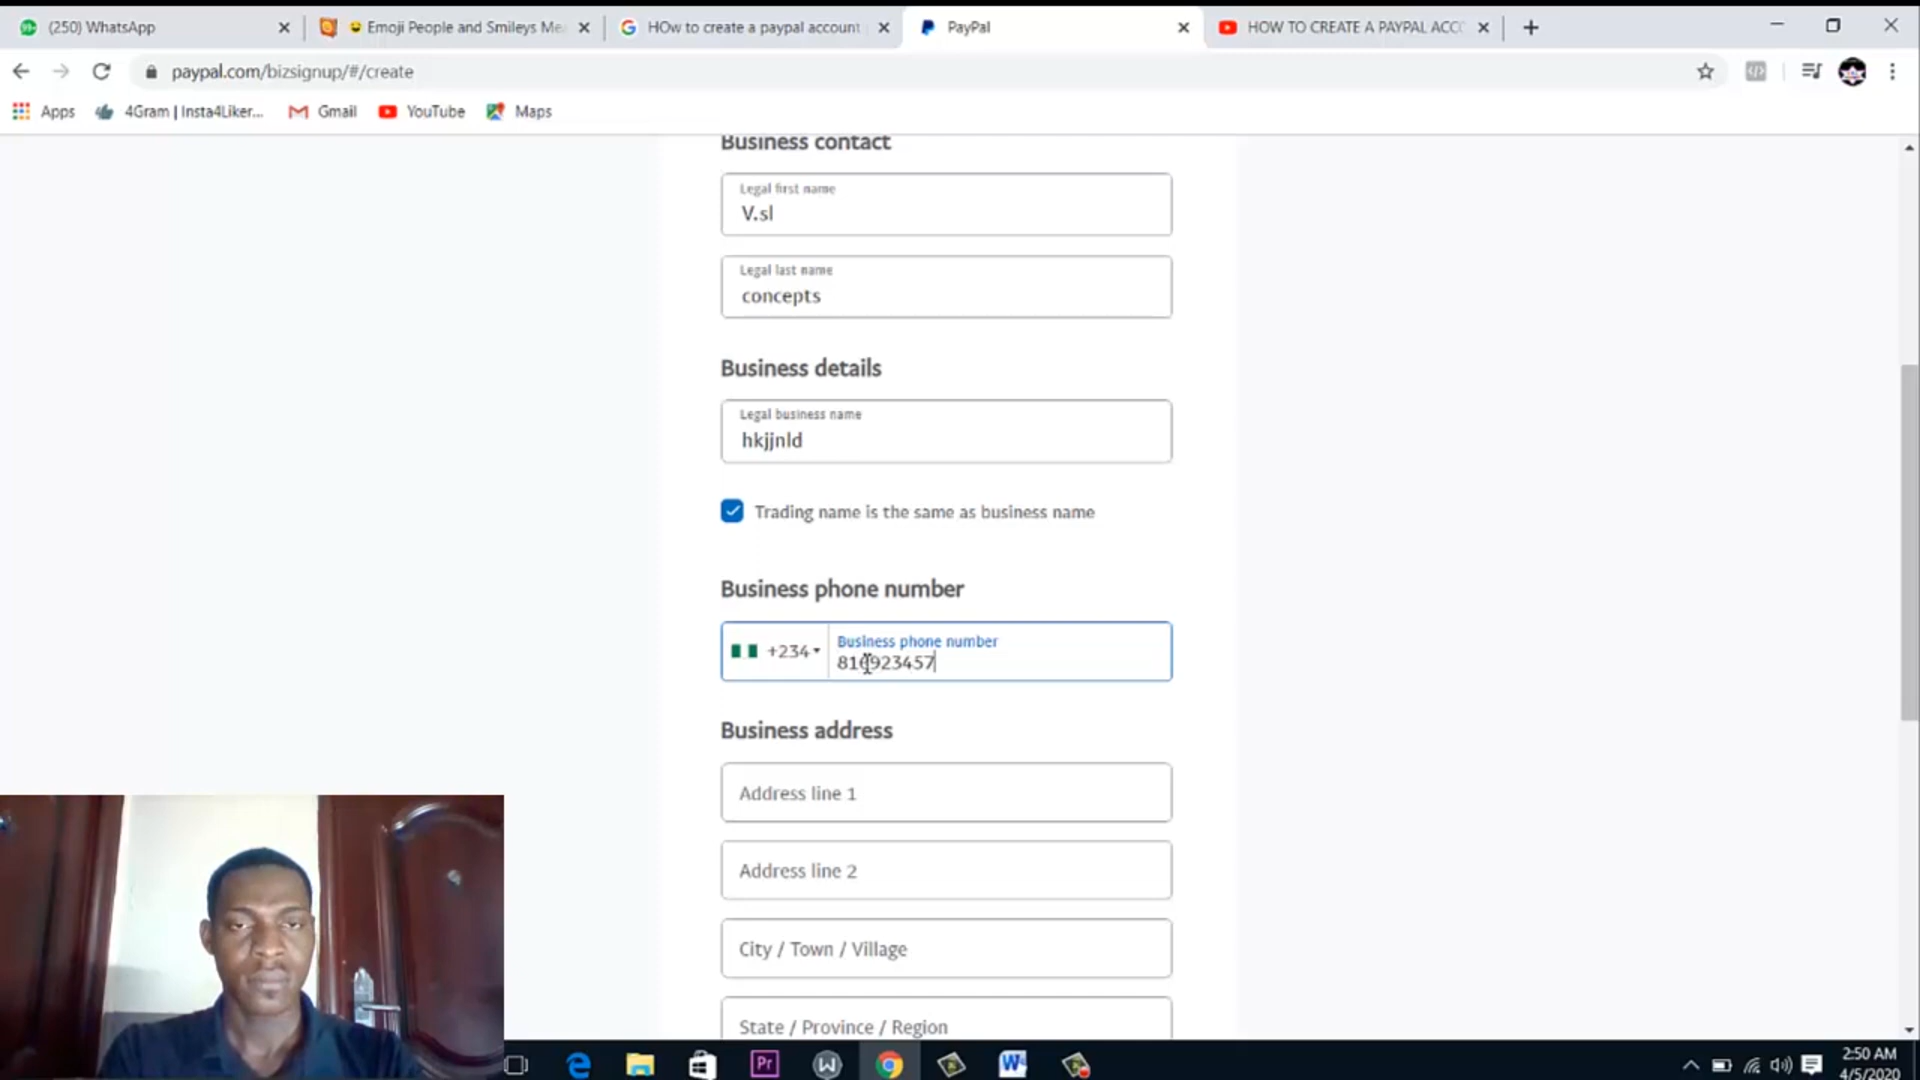 (250) WhatsApp
Emoji People and Smileys Me
HOw to create a paypal account
PayPal
HOW TO CREATE A PAYPAL ACC
paypal.com/bizsignup/#/create
Apps
4Gram | Insta4Liker...
Gmail
YouTube
Maps
Business contact
Legal first name
V.sl
Legal last name
concepts
Business details
Legal business name
hkjjnld
Trading name is the same as business name
Business phone number
+234
Business phone number
816923457
Business address
Address line 1
Address line 2
City / Town / Village
State / Province / Region
Pr
W
2:50 AM
4/5/2020